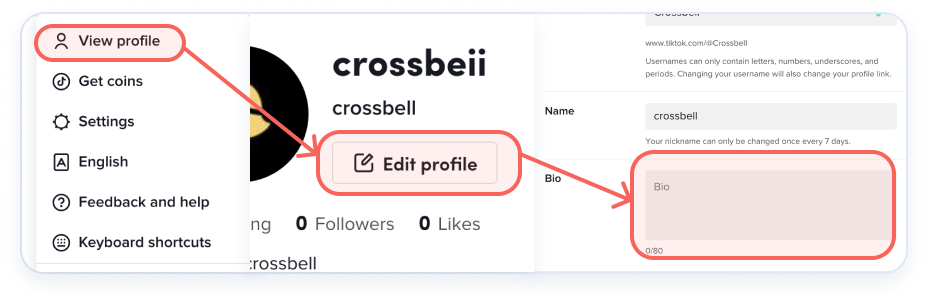 View profile
Get coins
Settings
English
Feedback and help
Keyboard shortcuts
crossbeii
crossbell
Edit profile
ng 0 Followers 0 Likes
crossbell
Crossbell
www.tiktok.com/@Crossbell
Usernames can only contain letters, numbers, underscores, and
periods. Changing your username will also change your profile link.
Name
crossbell
Your nickname can only be changed once every 7 days.
Bio
Bio
0/80